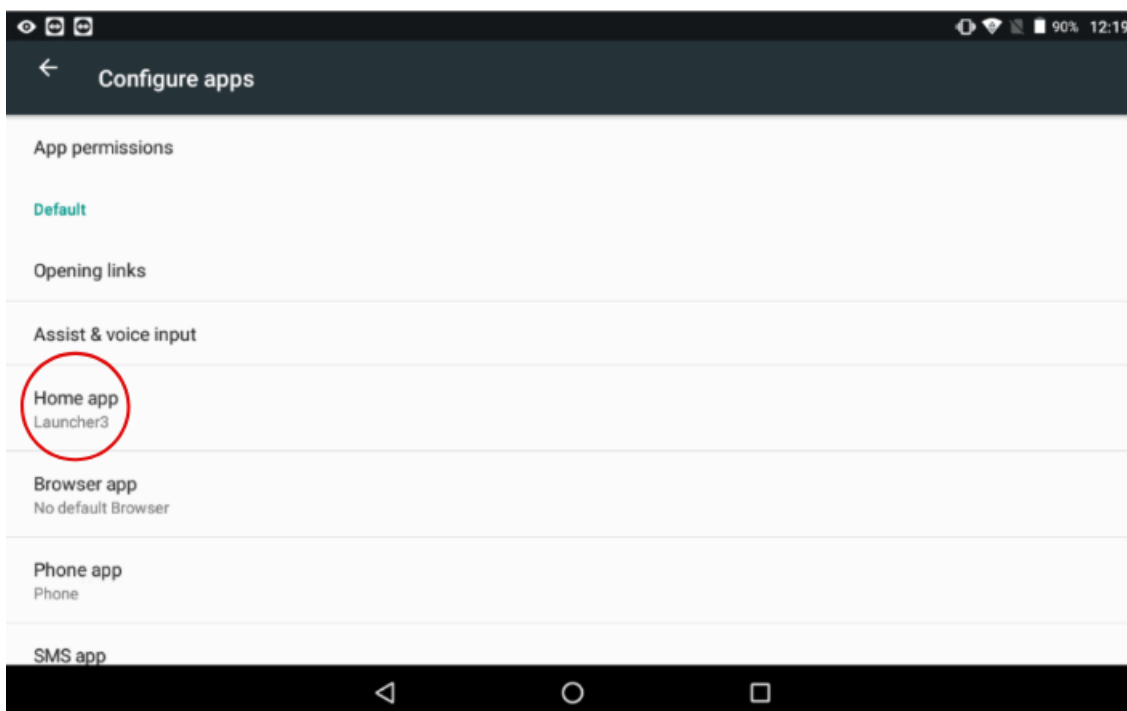 90% 12:19
Configure apps
App permissions
Default
Opening links
Assist & voice input
Home app
Launcher3
Browser app
No default Browser
Phone app
Phone
SMS app